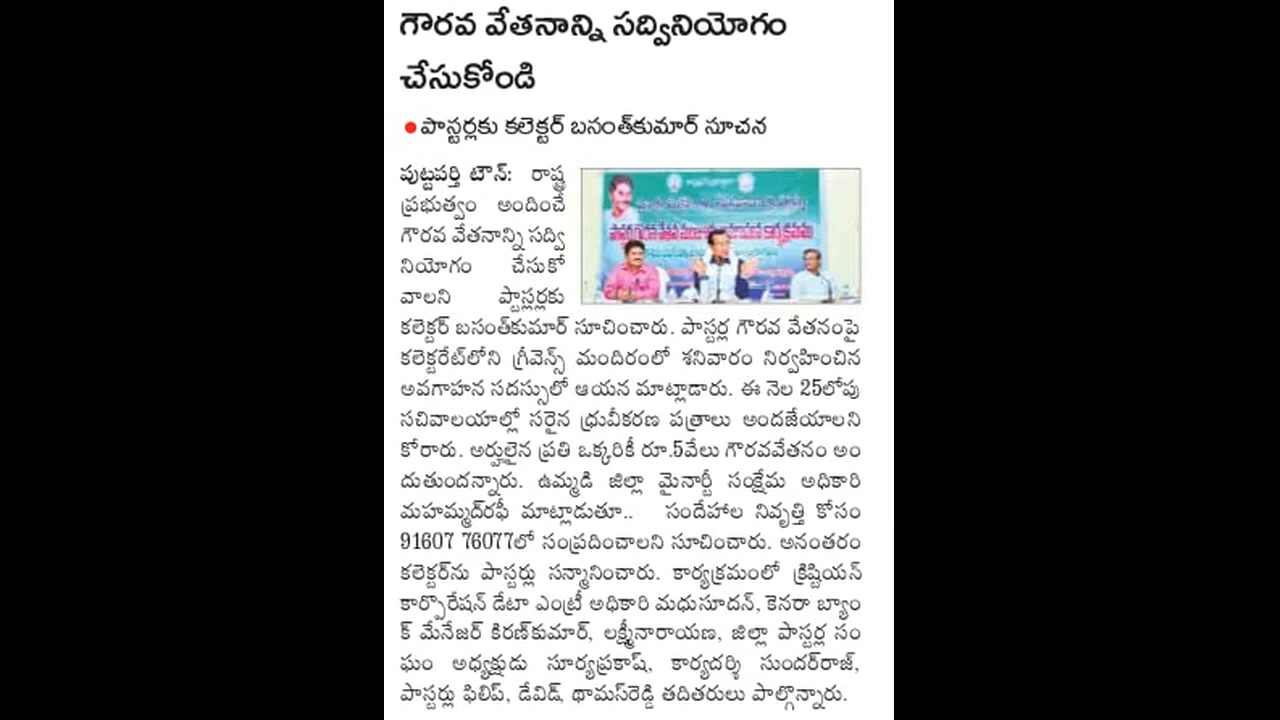 గౌరవ వేతనాన్ని సద్వినియోగం
చేసుకోండి
పాస్టర్లకు కలెక్టర్ బసంత్‌కుమార్ సూచన
పుట్టపర్తి టౌన్: రాష్ట్ర
ప్రభుత్వం అందించే
గౌరవ వేతనాన్ని సద్వి
నియోగం చేసుకో
వాలని ప్టాస్లర్లకు
కలెక్టర్ బసంత్‌కుమార్ సూచించారు. పాస్టర్ల గౌరవ వేతనంపై
కలెక్టరేట్‌లోని గ్రీవెన్స్ మందిరంలో శనివారం నిర్వహించిన
అవగాహన సదస్సులో ఆయన మాట్లాడారు. ఈ నెల 25లోపు
సచివాలయాల్లో సరైన ధ్రువీకరణ పత్రాలు అందజేయాలని
కోరారు. అర్హులైన ప్రతి ఒక్కరికీ రూ.5వేలు గౌరవవేతనం అం
దుతుందన్నారు. ఉమ్మడి జిల్లా మైనార్టీ సంక్షేమ అధికారి
మహమ్మద్‌రఫీ మాట్లాడుతూ.. సందేహాల నివృత్తి కోసం
91607 76077లో సంప్రదించాలని సూచించారు. అనంతరం
కలెక్టర్‌ను పాస్టర్లు సన్మానించారు. కార్యక్రమంలో క్రిష్టియన్
కార్పొరేషన్ డేటా ఎంట్రీ అధికారి మధుసూదన్, కెనరా బ్యాం
క్ మేనేజర్ కిరణ్‌కుమార్, లక్ష్మీనారాయణ, జిల్లా పాస్టర్ల సం
ఘం అధ్యక్షుడు సూర్యప్రకాష్, కార్యదర్శి సుందర్‌రాజ్,
పాస్టర్లు ఫిలిప్, డేవిడ్, థామస్‌రెడ్డి తదితరులు పాల్గొన్నారు.